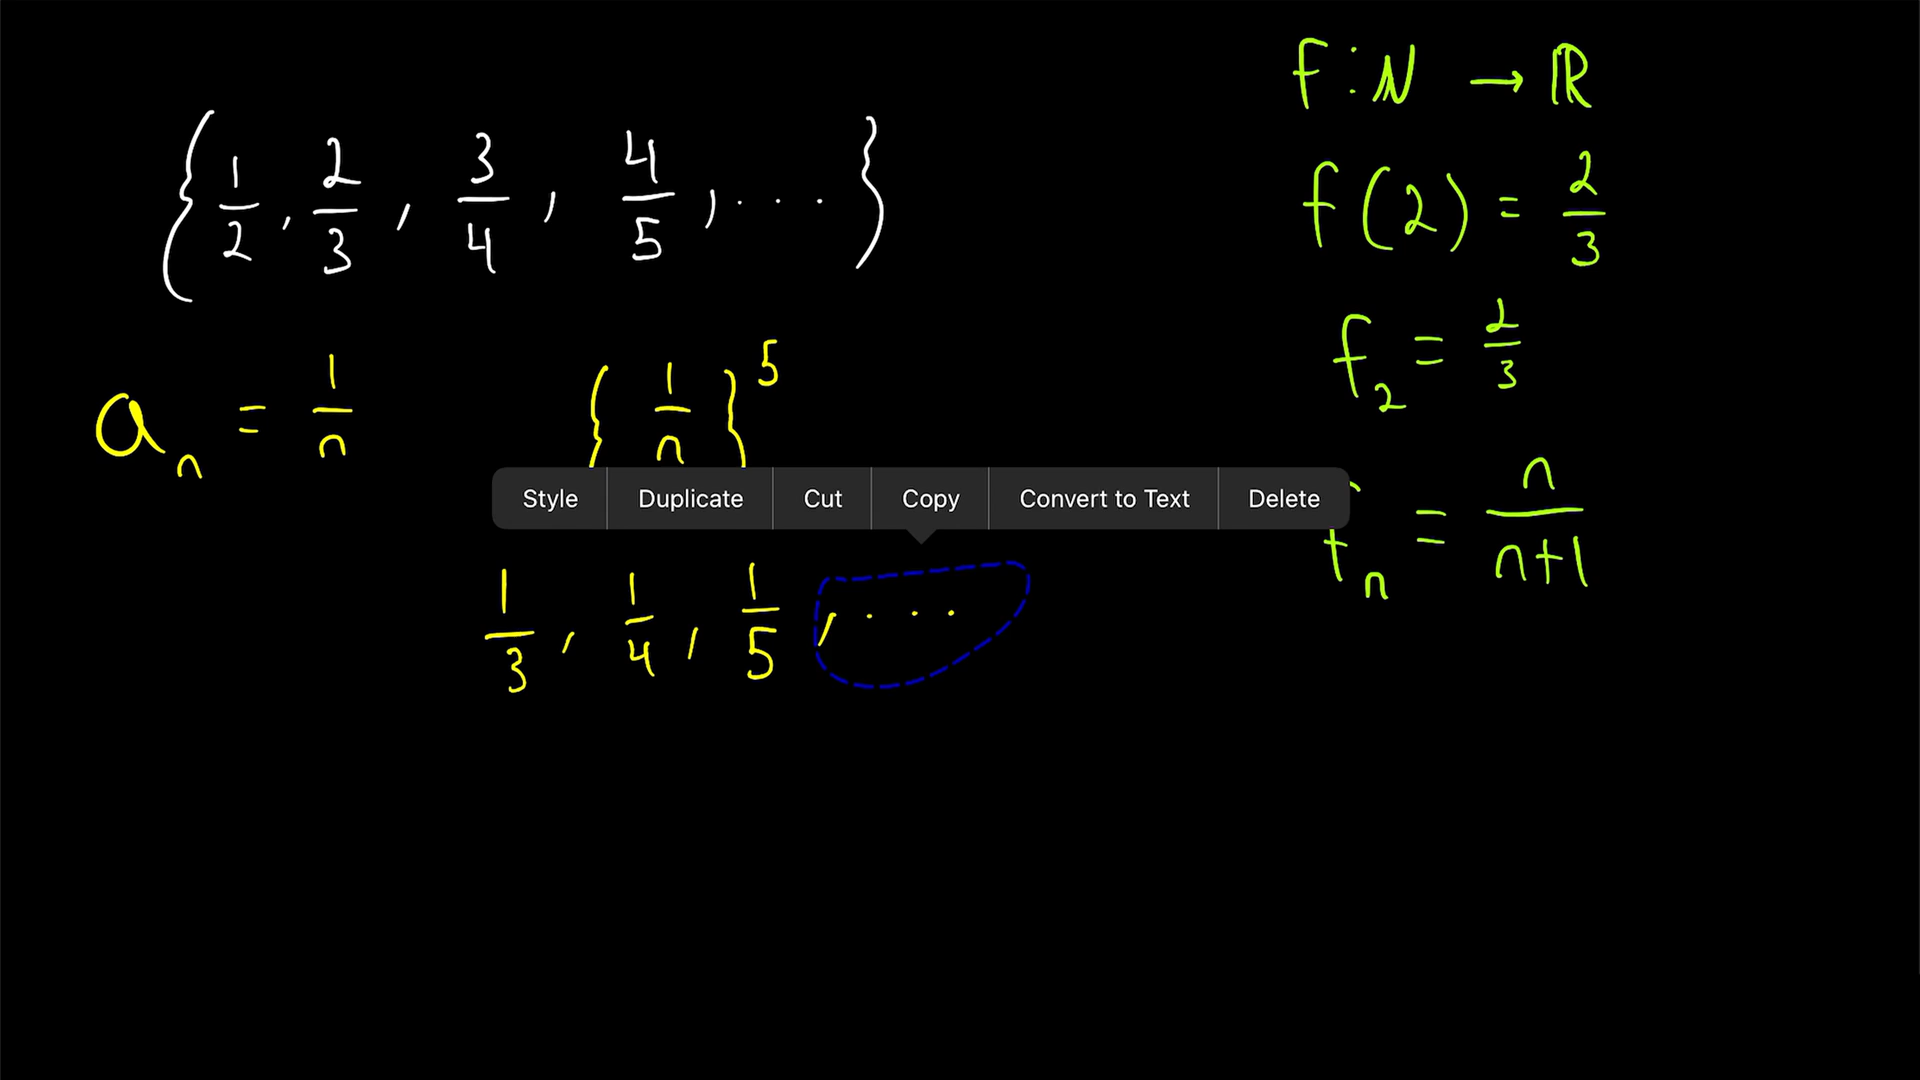 { 1/2, 2/3, 3/4, 4/5, ... }
a_n = 1/n
{ 1/n }^5
Style Duplicate Cut Copy Convert to Text Delete
1/3, 1/4, 1/5, ...
F : N → ℝ
f(2) = 2/3
f_2 = 2/3
f_n = n/(n+1)